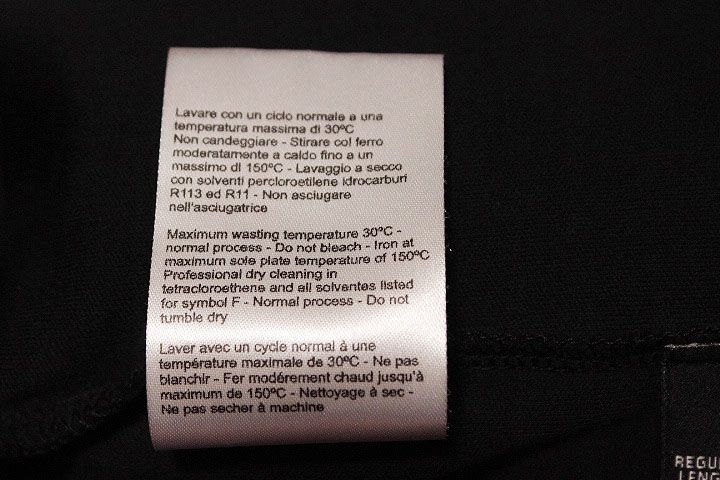 Lavare con un ciclo normale a una
temperatura massima di 30ºC
Non candeggiare - Stirare col ferro
moderatamente a caldo fino a un
massimo di 150ºC - Lavaggio a secco
con solventi percloroetilene idrocarburi
R113 ed R11 - Non asciugare
nell'asciugatrice
Maximum wasting temperature 30ºC -
normal process - Do not bleach - Iron at
maximum sole plate temperature of 150ºC
Professional dry cleaning in
tetracloroethene and all solventes listed
for symbol F - Normal process - Do not
tumble dry
Laver avec un cycle normal à une
température maximale de 30ºC - Ne pas
blanchir - Fer modérement chaud jusqu'à
maximum de 150ºC - Nettoyage à sec -
Ne pas secher à machine
REGU
LENG